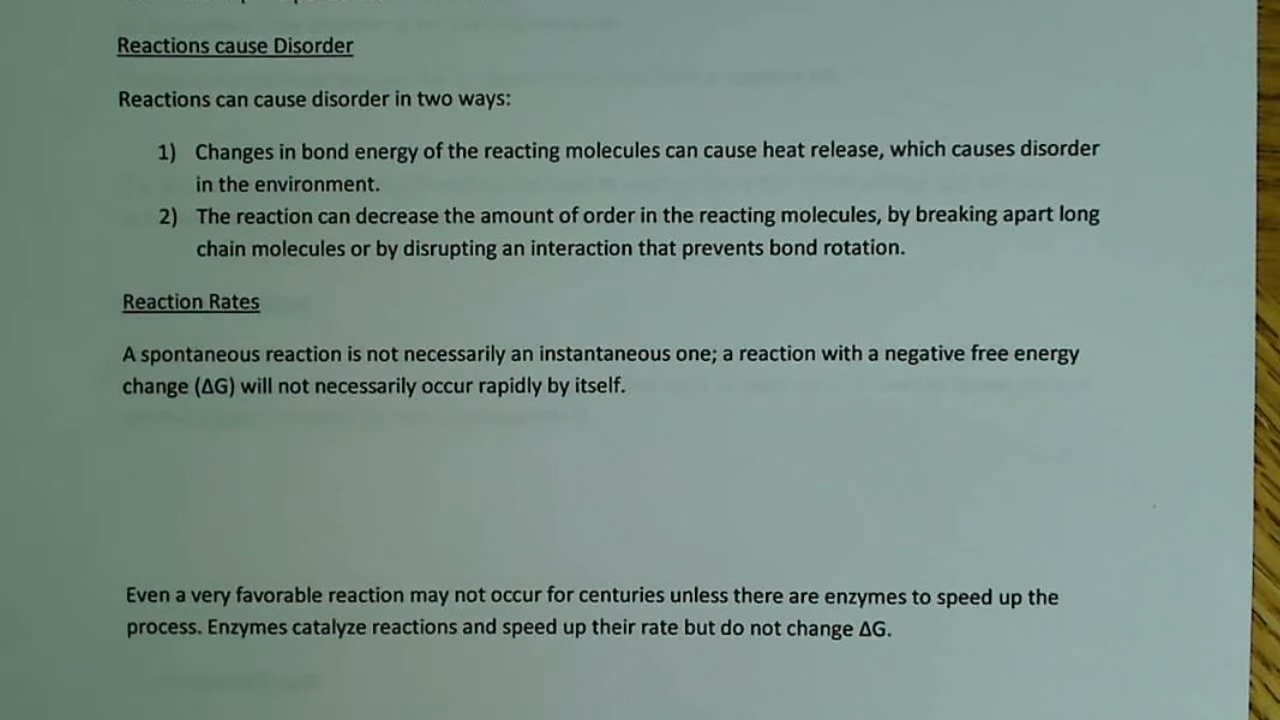 Reactions cause Disorder
Reactions can cause disorder in two ways:
1) Changes in bond energy of the reacting molecules can cause heat release, which causes disorder
in the environment.
2) The reaction can decrease the amount of order in the reacting molecules, by breaking apart long
chain molecules or by disrupting an interaction that prevents bond rotation.
Reaction Rates
A spontaneous reaction is not necessarily an instantaneous one; a reaction with a negative free energy
change (ΔG) will not necessarily occur rapidly by itself.
Even a very favorable reaction may not occur for centuries unless there are enzymes to speed up the
process. Enzymes catalyze reactions and speed up their rate but do not change ΔG.